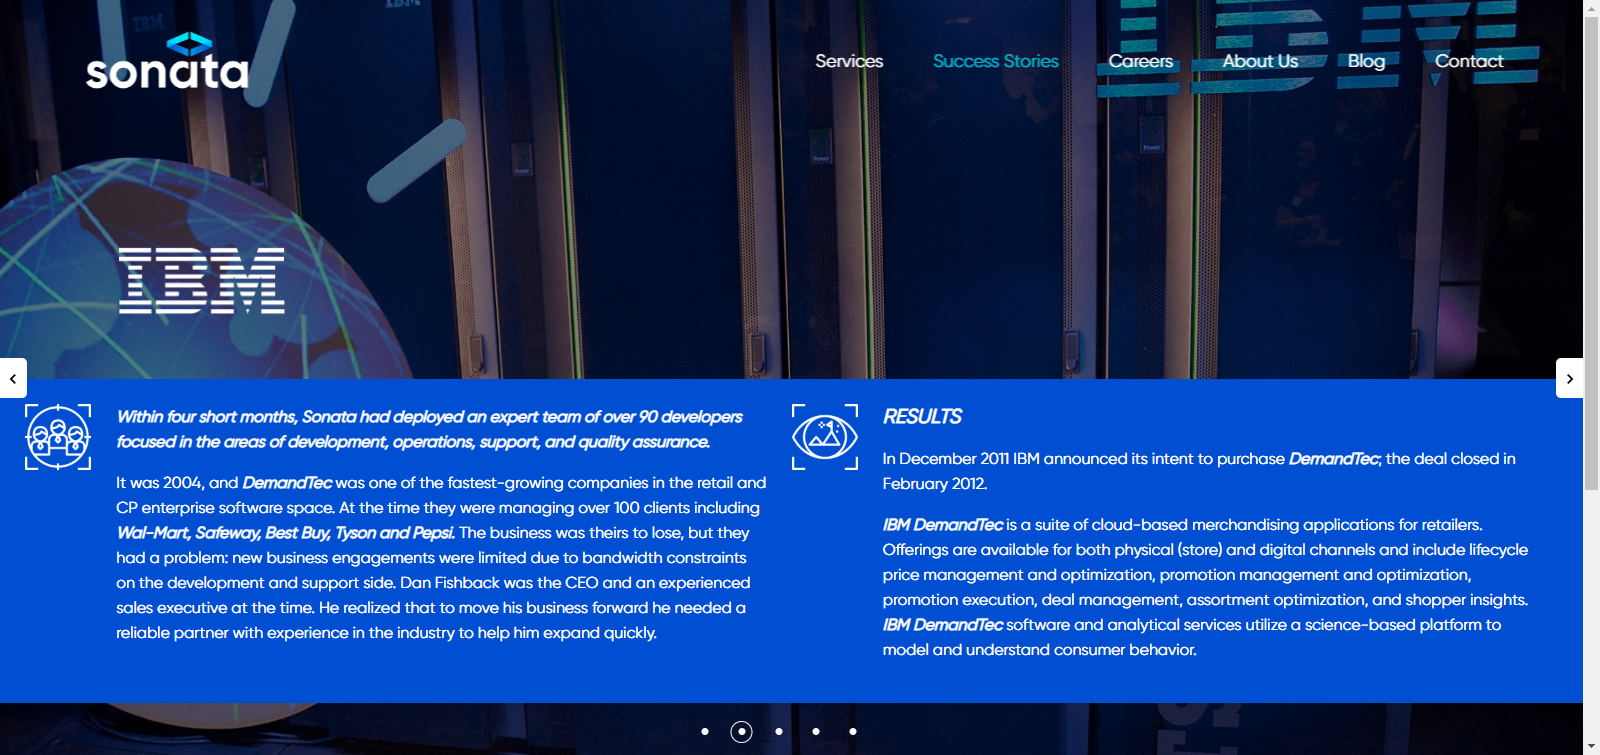 IBM
IBM
IBM
sonata
Services
Success Stories
Careers
About Us
Blog
Contact
Power
Power
Power
IBM
Within four short months, Sonata had deployed an expert team of over 90 developers
focused in the areas of development, operations, support, and quality assurance.
It was 2004, and DemandTec was one of the fastest-growing companies in the retail and
CP enterprise software space. At the time they were managing over 100 clients including
Wal-Mart, Safeway, Best Buy, Tyson and Pepsi. The business was theirs to lose, but they
had a problem: new business engagements were limited due to bandwidth constraints
on the development and support side. Dan Fishback was the CEO and an experienced
sales executive at the time. He realized that to move his business forward he needed a
reliable partner with experience in the industry to help him expand quickly.
RESULTS
In December 2011 IBM announced its intent to purchase DemandTec; the deal closed in
February 2012.
IBM DemandTec is a suite of cloud-based merchandising applications for retailers.
Offerings are available for both physical (store) and digital channels and include lifecycle
price management and optimization, promotion management and optimization,
promotion execution, deal management, assortment optimization, and shopper insights.
IBM DemandTec software and analytical services utilize a science-based platform to
model and understand consumer behavior.